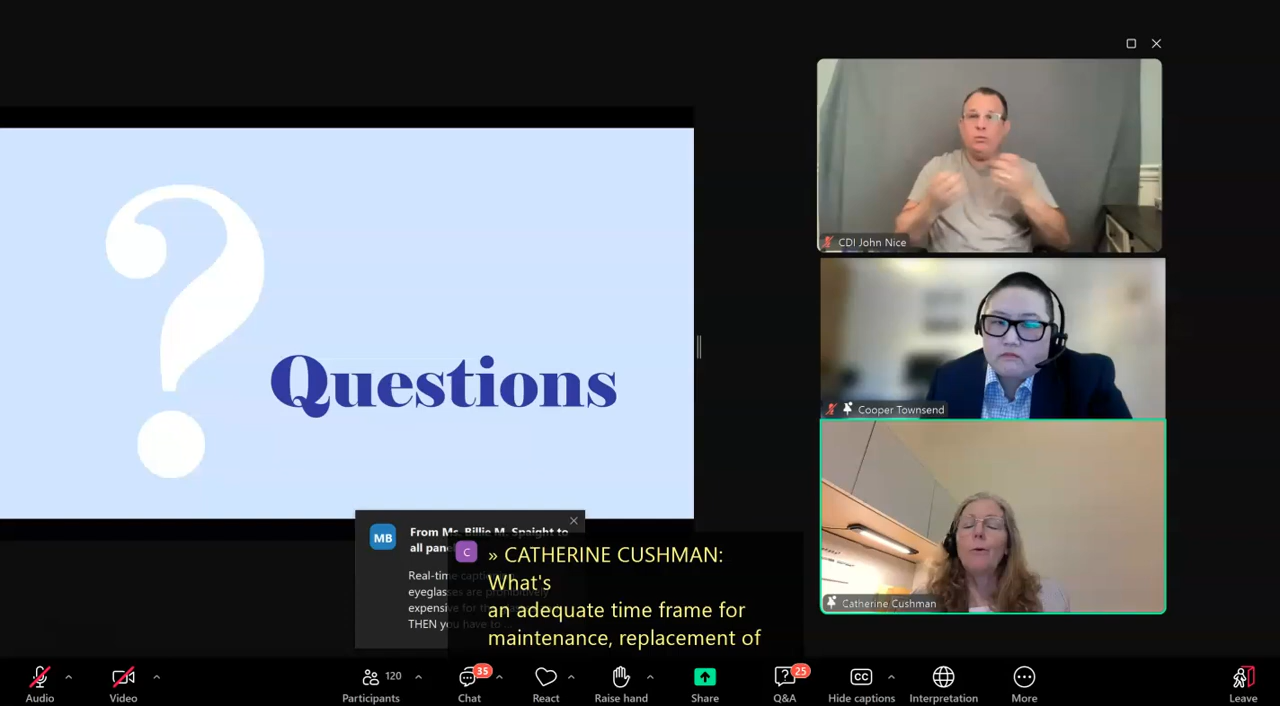 CDI John Nice
Questions
Cooper Townsend
Catherine Cushman
MB
From Ms. Billie M. Spaight to
all pan
Real-time
eyeglasses are prohibitively
expensive for
THEN you have to ...
C
» CATHERINE CUSHMAN:
What's
an adequate time frame for
maintenance, replacement of
120
35
25
CC
Audio
Video
Participants
Chat
React
Raise hand
Share
Q&A
Hide captions
Interpretation
More
Leave